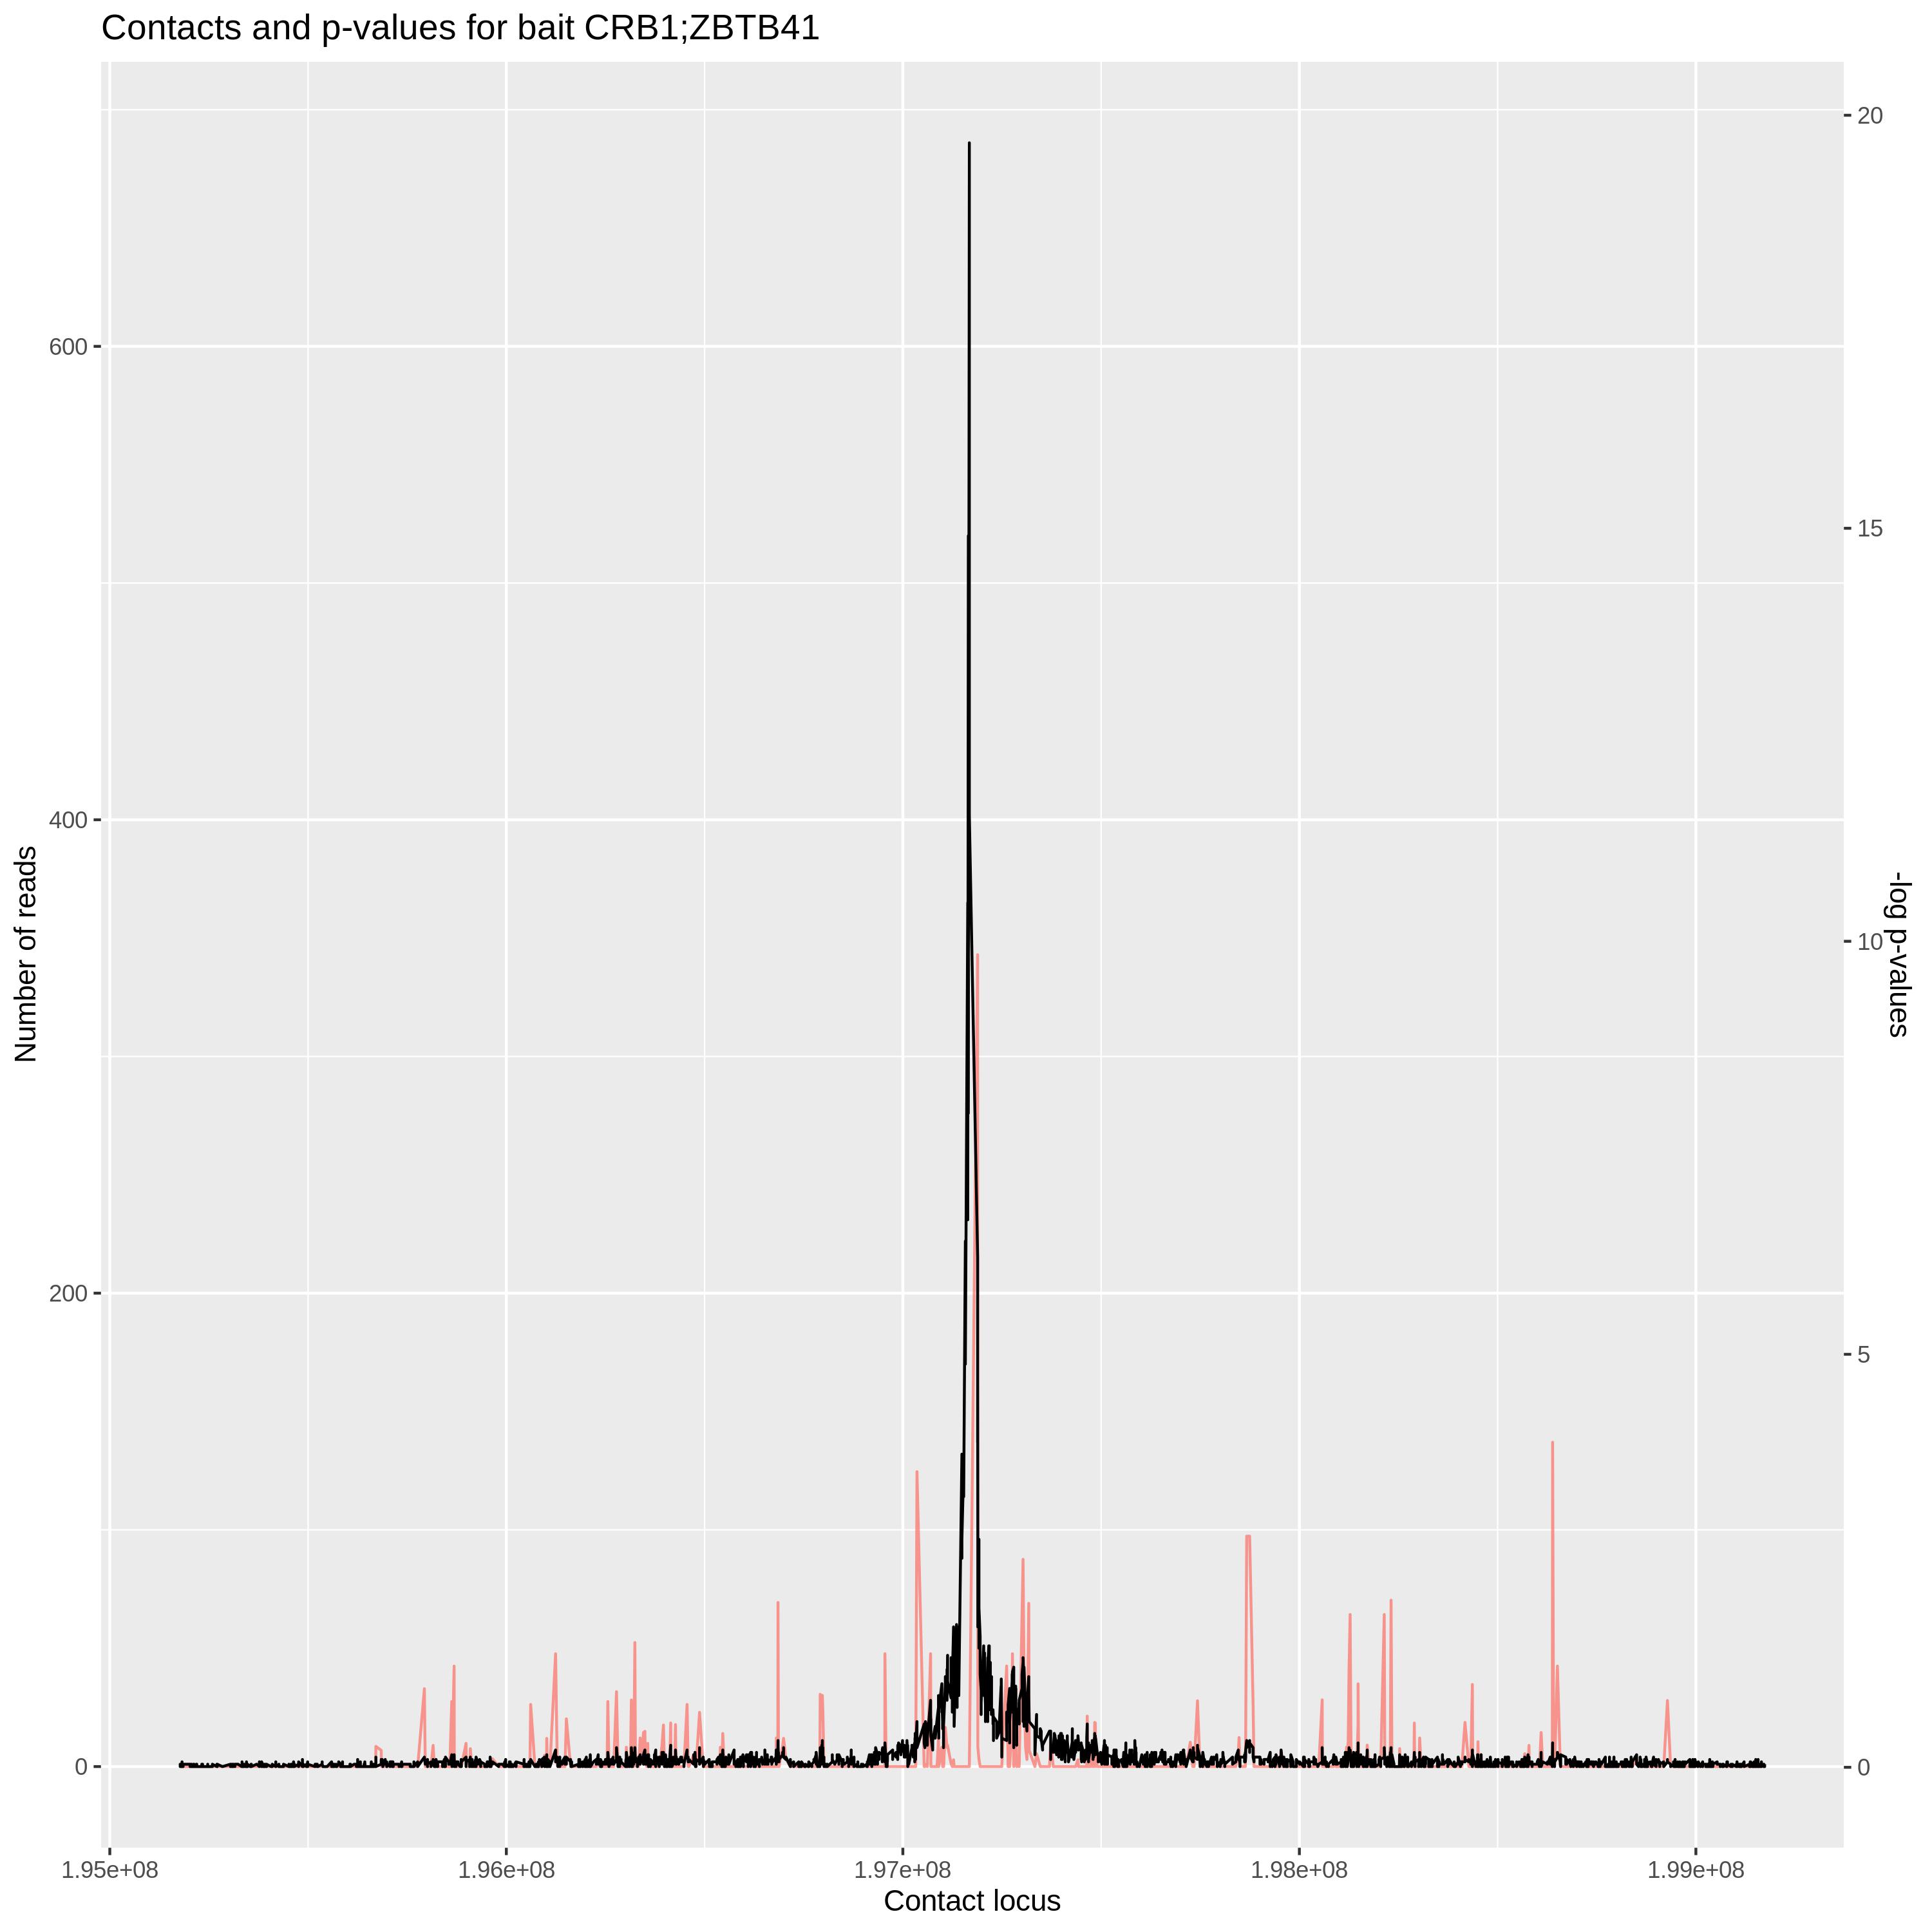 Contacts and p-values for bait CRB1;ZBTB41
Number of reads
600
400
200
0
20
15
10
5
0
-log p-values
1.95e+08
1.96e+08
1.97e+08
1.98e+08
1.99e+08
Contact locus